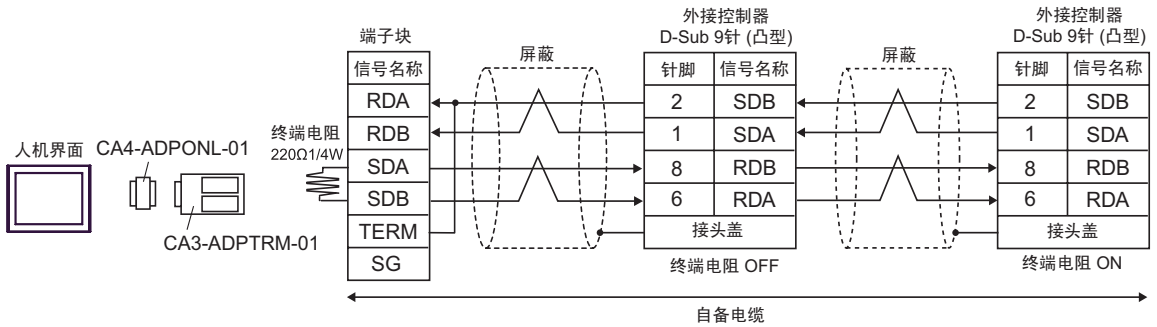 人机界面
CA4-ADPONL-01
CA3-ADPTRM-01
终端电阻
220Ω1/4W
端子块
信号名称
RDA
RDB
SDA
SDB
TERM
SG
屏蔽
外接控制器
D-Sub 9针 (凸型)
针脚 信号名称
2 SDB
1 SDA
8 RDB
6 RDA
接头盖
终端电阻 OFF
屏蔽
外接控制器
D-Sub 9针 (凸型)
针脚 信号名称
2 SDB
1 SDA
8 RDB
6 RDA
接头盖
终端电阻 ON
自备电缆